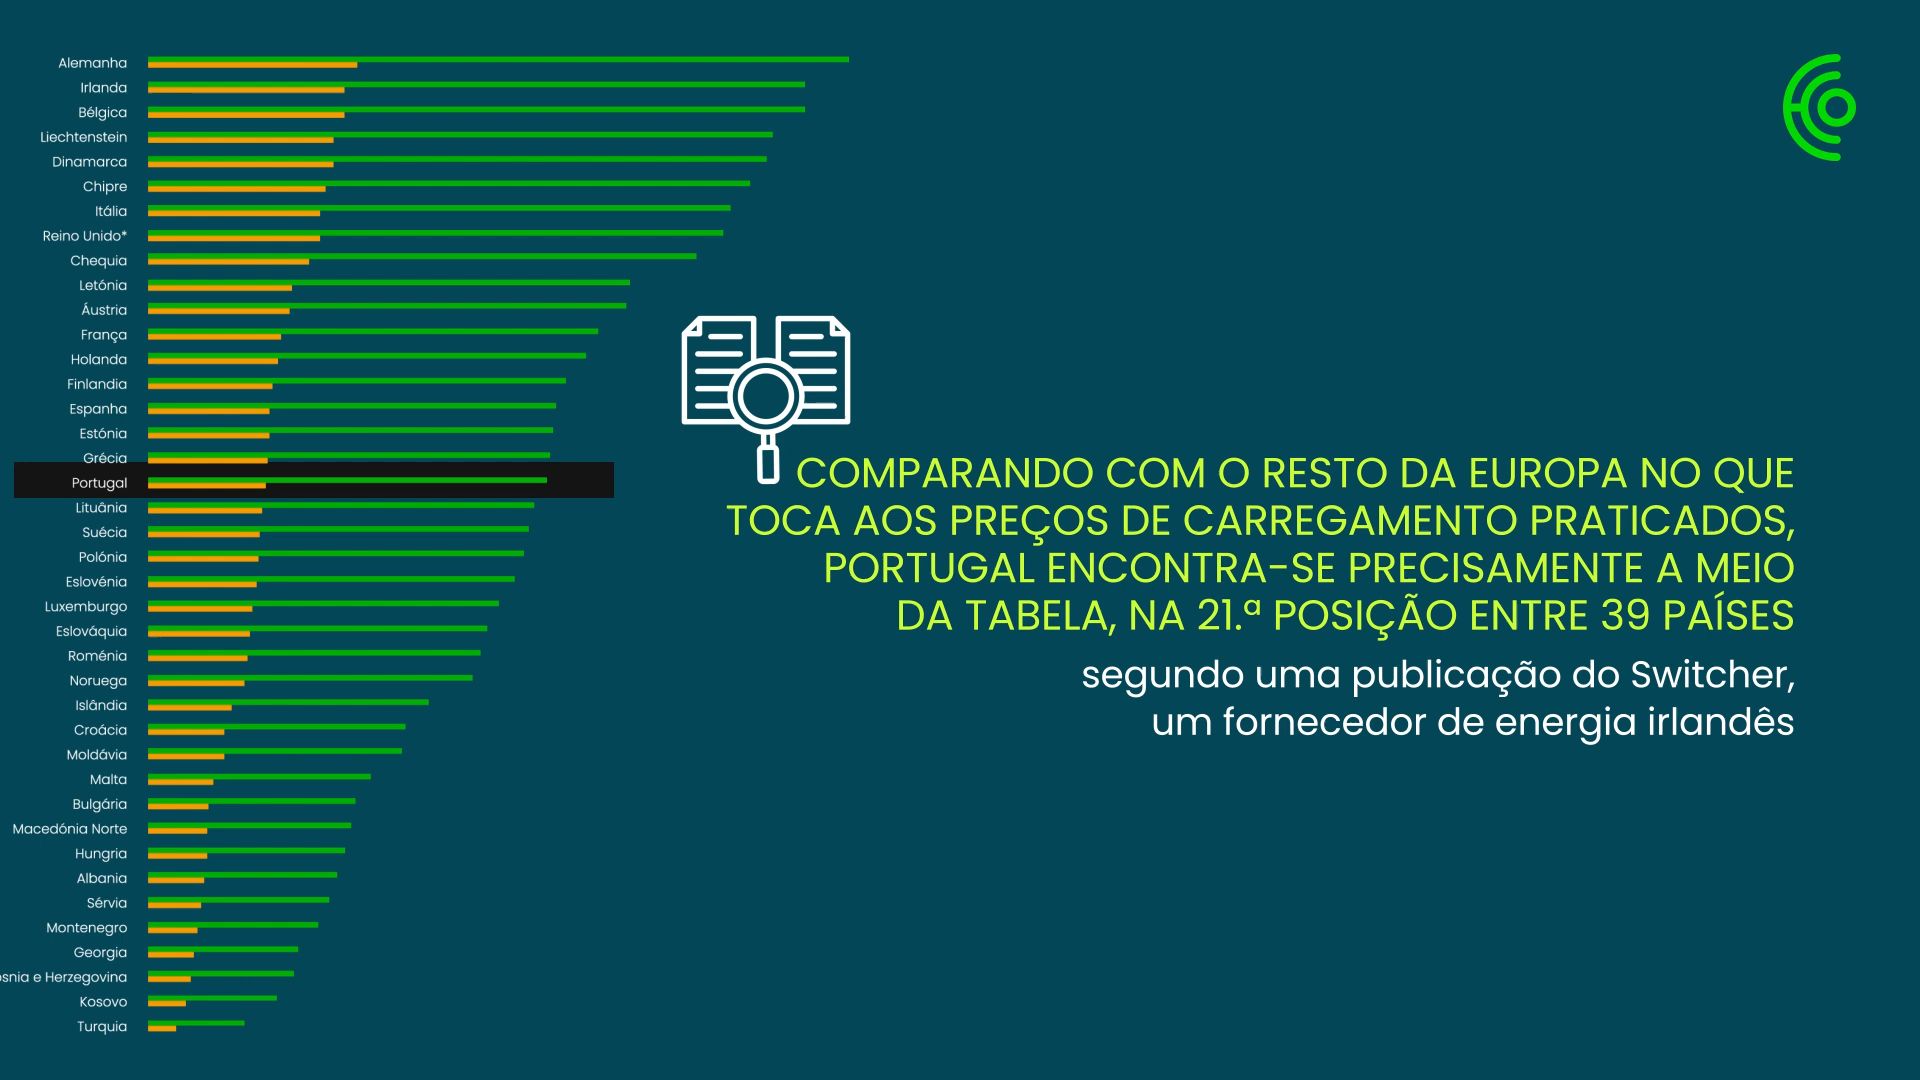 Alemanha
Irlanda
Bélgica
Liechtenstein
Dinamarca
Chipre
Itália
Reino Unido*
Chequia
Letónia
Áustria
França
Holanda
Finlandia
Espanha
Estónia
Grécia
Portugal
Lituânia
Suécia
Polónia
Eslovénia
Luxemburgo
Eslováquia
Roménia
Noruega
Islândia
Croácia
Moldávia
Malta
Bulgária
Macedónia Norte
Hungria
Albania
Sérvia
Montenegro
Georgia
osnia e Herzegovina
Kosovo
Turquia
COMPARANDO COM O RESTO DA EUROPA NO QUE
TOCA AOS PREÇOS DE CARREGAMENTO PRATICADOS,
PORTUGAL ENCONTRA-SE PRECISAMENTE A MEIO
DA TABELA, NA 21.ª POSIÇÃO ENTRE 39 PAÍSES
segundo uma publicação do Switcher,
um fornecedor de energia irlandês